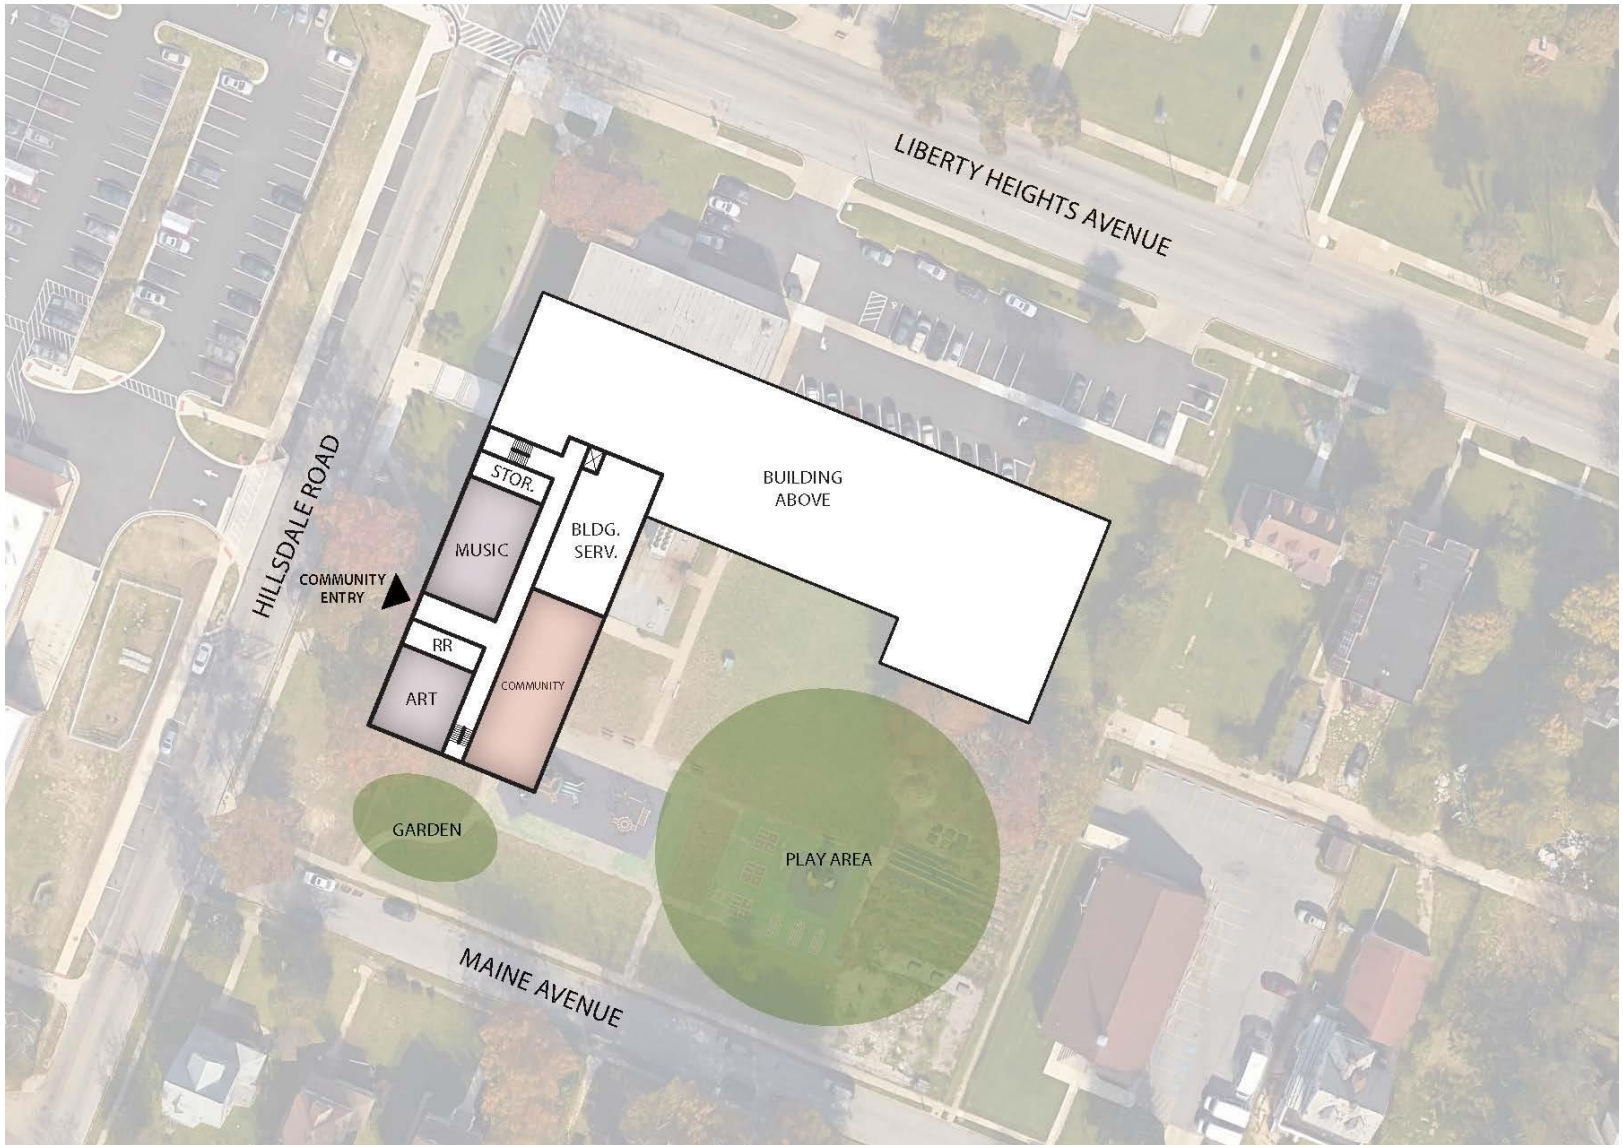 LIBERTY HEIGHTS AVENUE
HILLSDALE ROAD
STOR.
BUILDING
ABOVE
BLDG.
SERV.
MUSIC
COMMUNITY
ENTRY
RR
COMMUNITY
ART
GARDEN
PLAY AREA
MAINE AVENUE